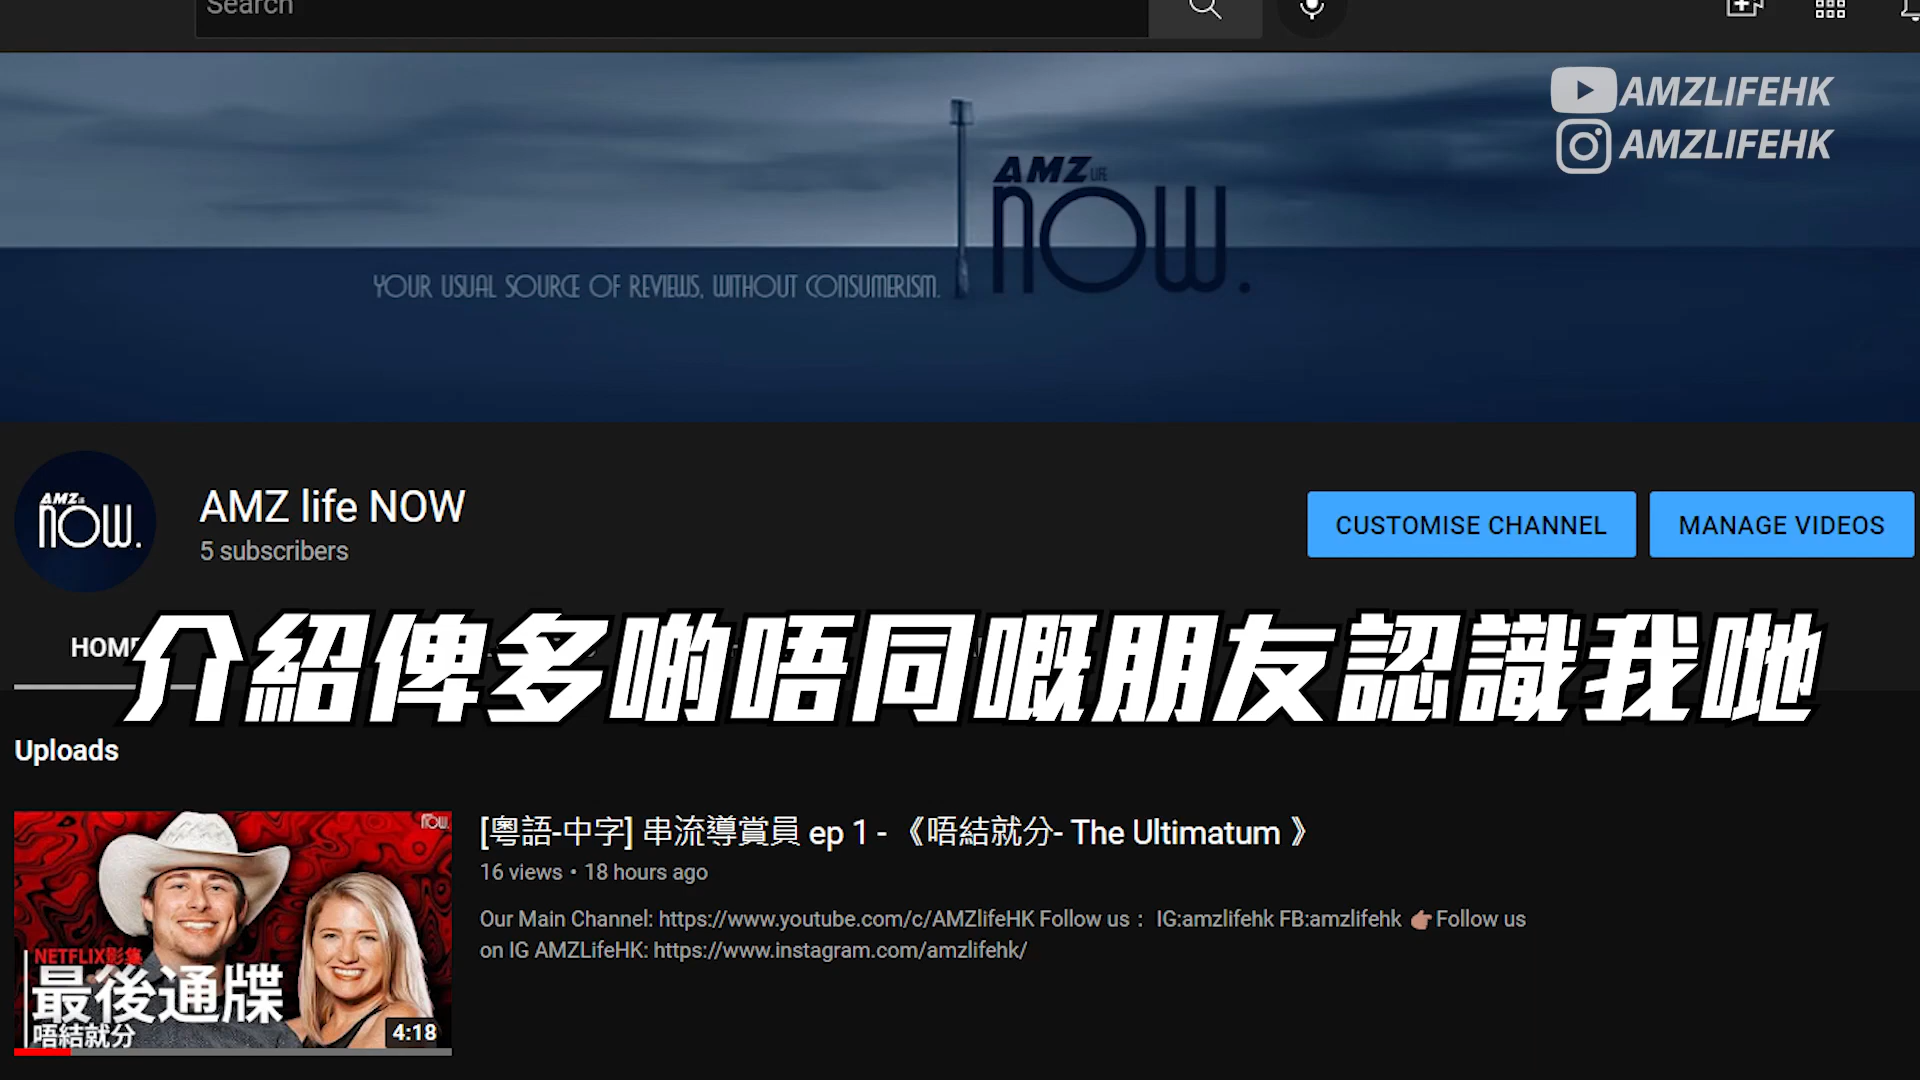 Search
AMZLIFEHK
AMZLIFEHK
AMZ LIFE
NOW.
YOUR USUAL SOURCE OF REVIEWS, WITHOUT CONSUMERISM.
AMZ
NOW.
AMZ life NOW
5 subscribers
CUSTOMISE CHANNEL
MANAGE VIDEOS
HOME
介紹俾多啲唔同嘅朋友認識我哋
Uploads
NOW.
NETFLIX影集
最後通牒
唔結就分
4:18
[粵語-中字] 串流導賞員 ep 1 - 《唔結就分- The Ultimatum 》
16 views • 18 hours ago
Our Main Channel: https://www.youtube.com/c/AMZlifeHK Follow us： IG:amzlifehk FB:amzlifehk 👉Follow us
on IG AMZLifeHK: https://www.instagram.com/amzlifehk/